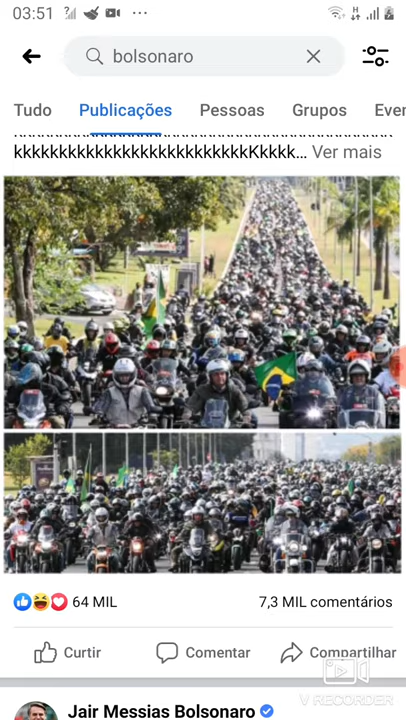 03:51
bolsonaro
Tudo Publicações Pessoas Grupos Even
kkkkkkkkkkkkkkkkkkkkkkkkkkKkkkk... Ver mais
64 MIL 7,3 MIL comentários
Curtir Comentar Compartilhar
V RECORDER
Jair Messias Bolsonaro